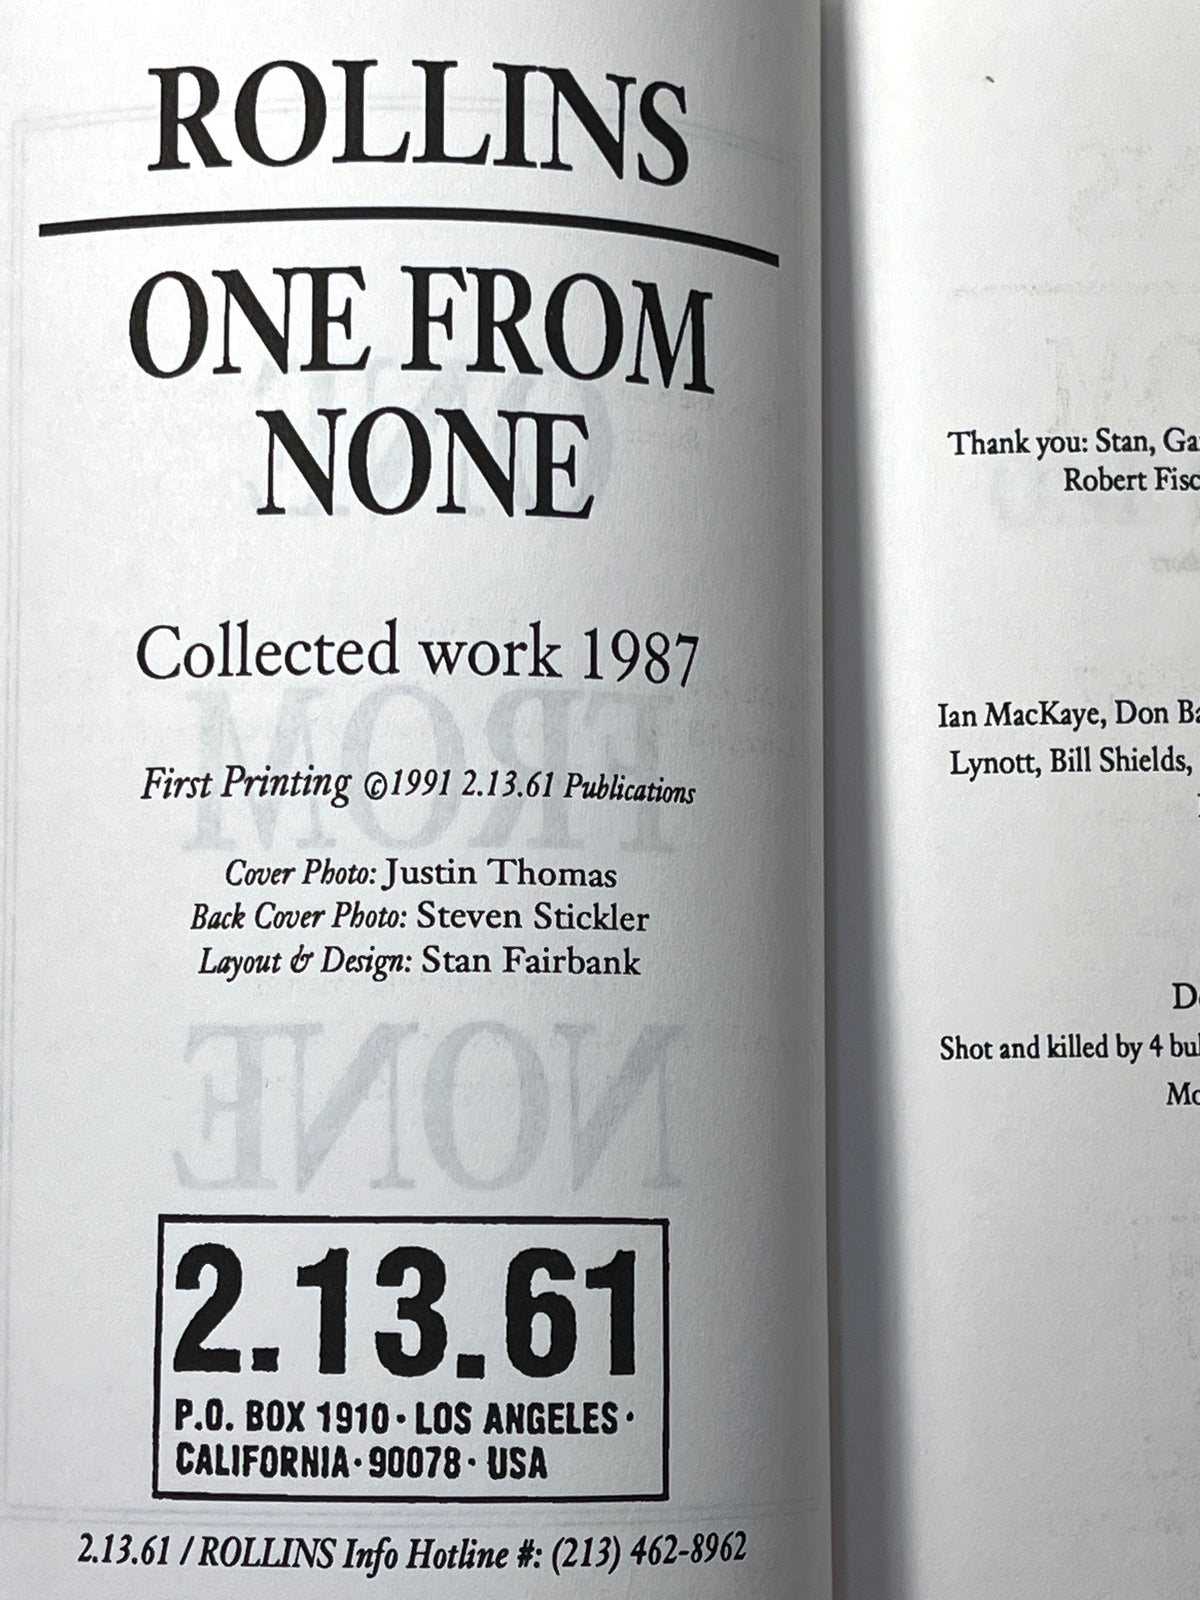 ROLLINS
ONE FROM
NONE
Collected work 1987
First Printing ©1991 2.13.61 Publications
Cover Photo: Justin Thomas
Back Cover Photo: Steven Stickler
Layout & Design: Stan Fairbank
2.13.61
P.O. BOX 1910 · LOS ANGELES ·
CALIFORNIA · 90078 · USA
2.13.61 / ROLLINS Info Hotline #: (213) 462-8962
Thank you: Stan,
Robert
Ian MacKaye, Don
Lynott, Bill Shields,
Shot and killed by 4